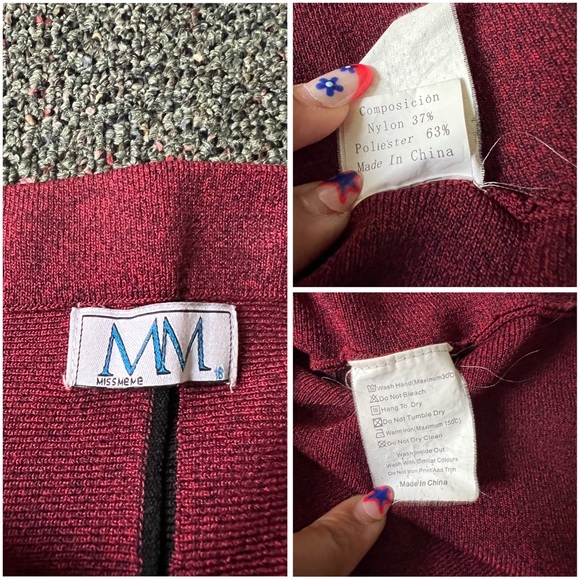 MM
MISSMEME
18
Composición
Nylon 37%
Poliester 63%
Made In China
Wash Hand(Maximum30℃)
Do Not Bleach
Hang To Dry
Do Not Tumble Dry
Warm Iron(Maximum 150℃)
Do Not Dry Clean
Wash Inside Out
Wash With Similar Colours
Do Not Iron Print And Trim
Made In China